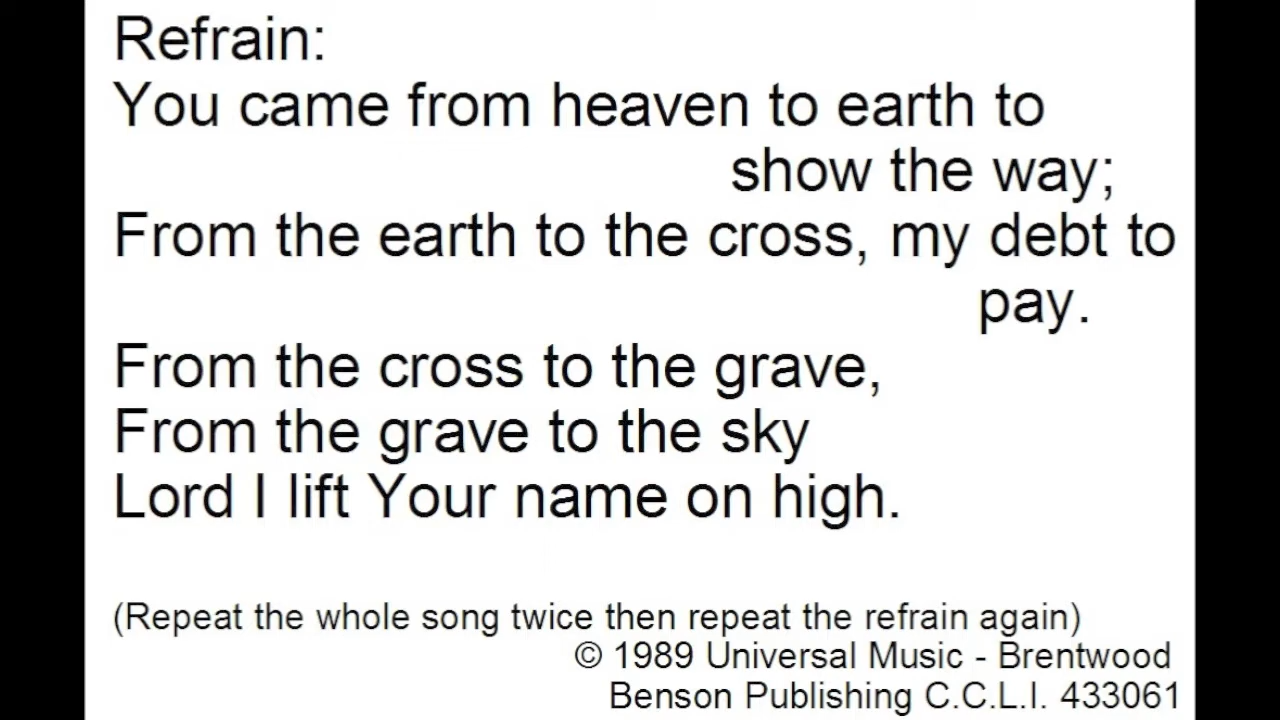 Refrain:
You came from heaven to earth to
show the way;
From the earth to the cross, my debt to
pay.
From the cross to the grave,
From the grave to the sky
Lord I lift Your name on high.
(Repeat the whole song twice then repeat the refrain again)
© 1989 Universal Music - Brentwood
Benson Publishing C.C.L.I. 433061